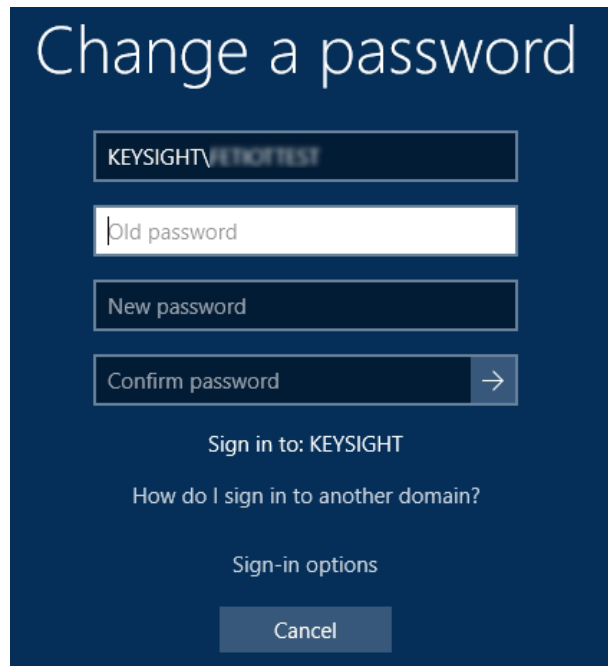 Change a password
KEYSIGHT\
Old password
New password
Confirm password
Sign in to: KEYSIGHT
How do I sign in to another domain?
Sign-in options
Cancel